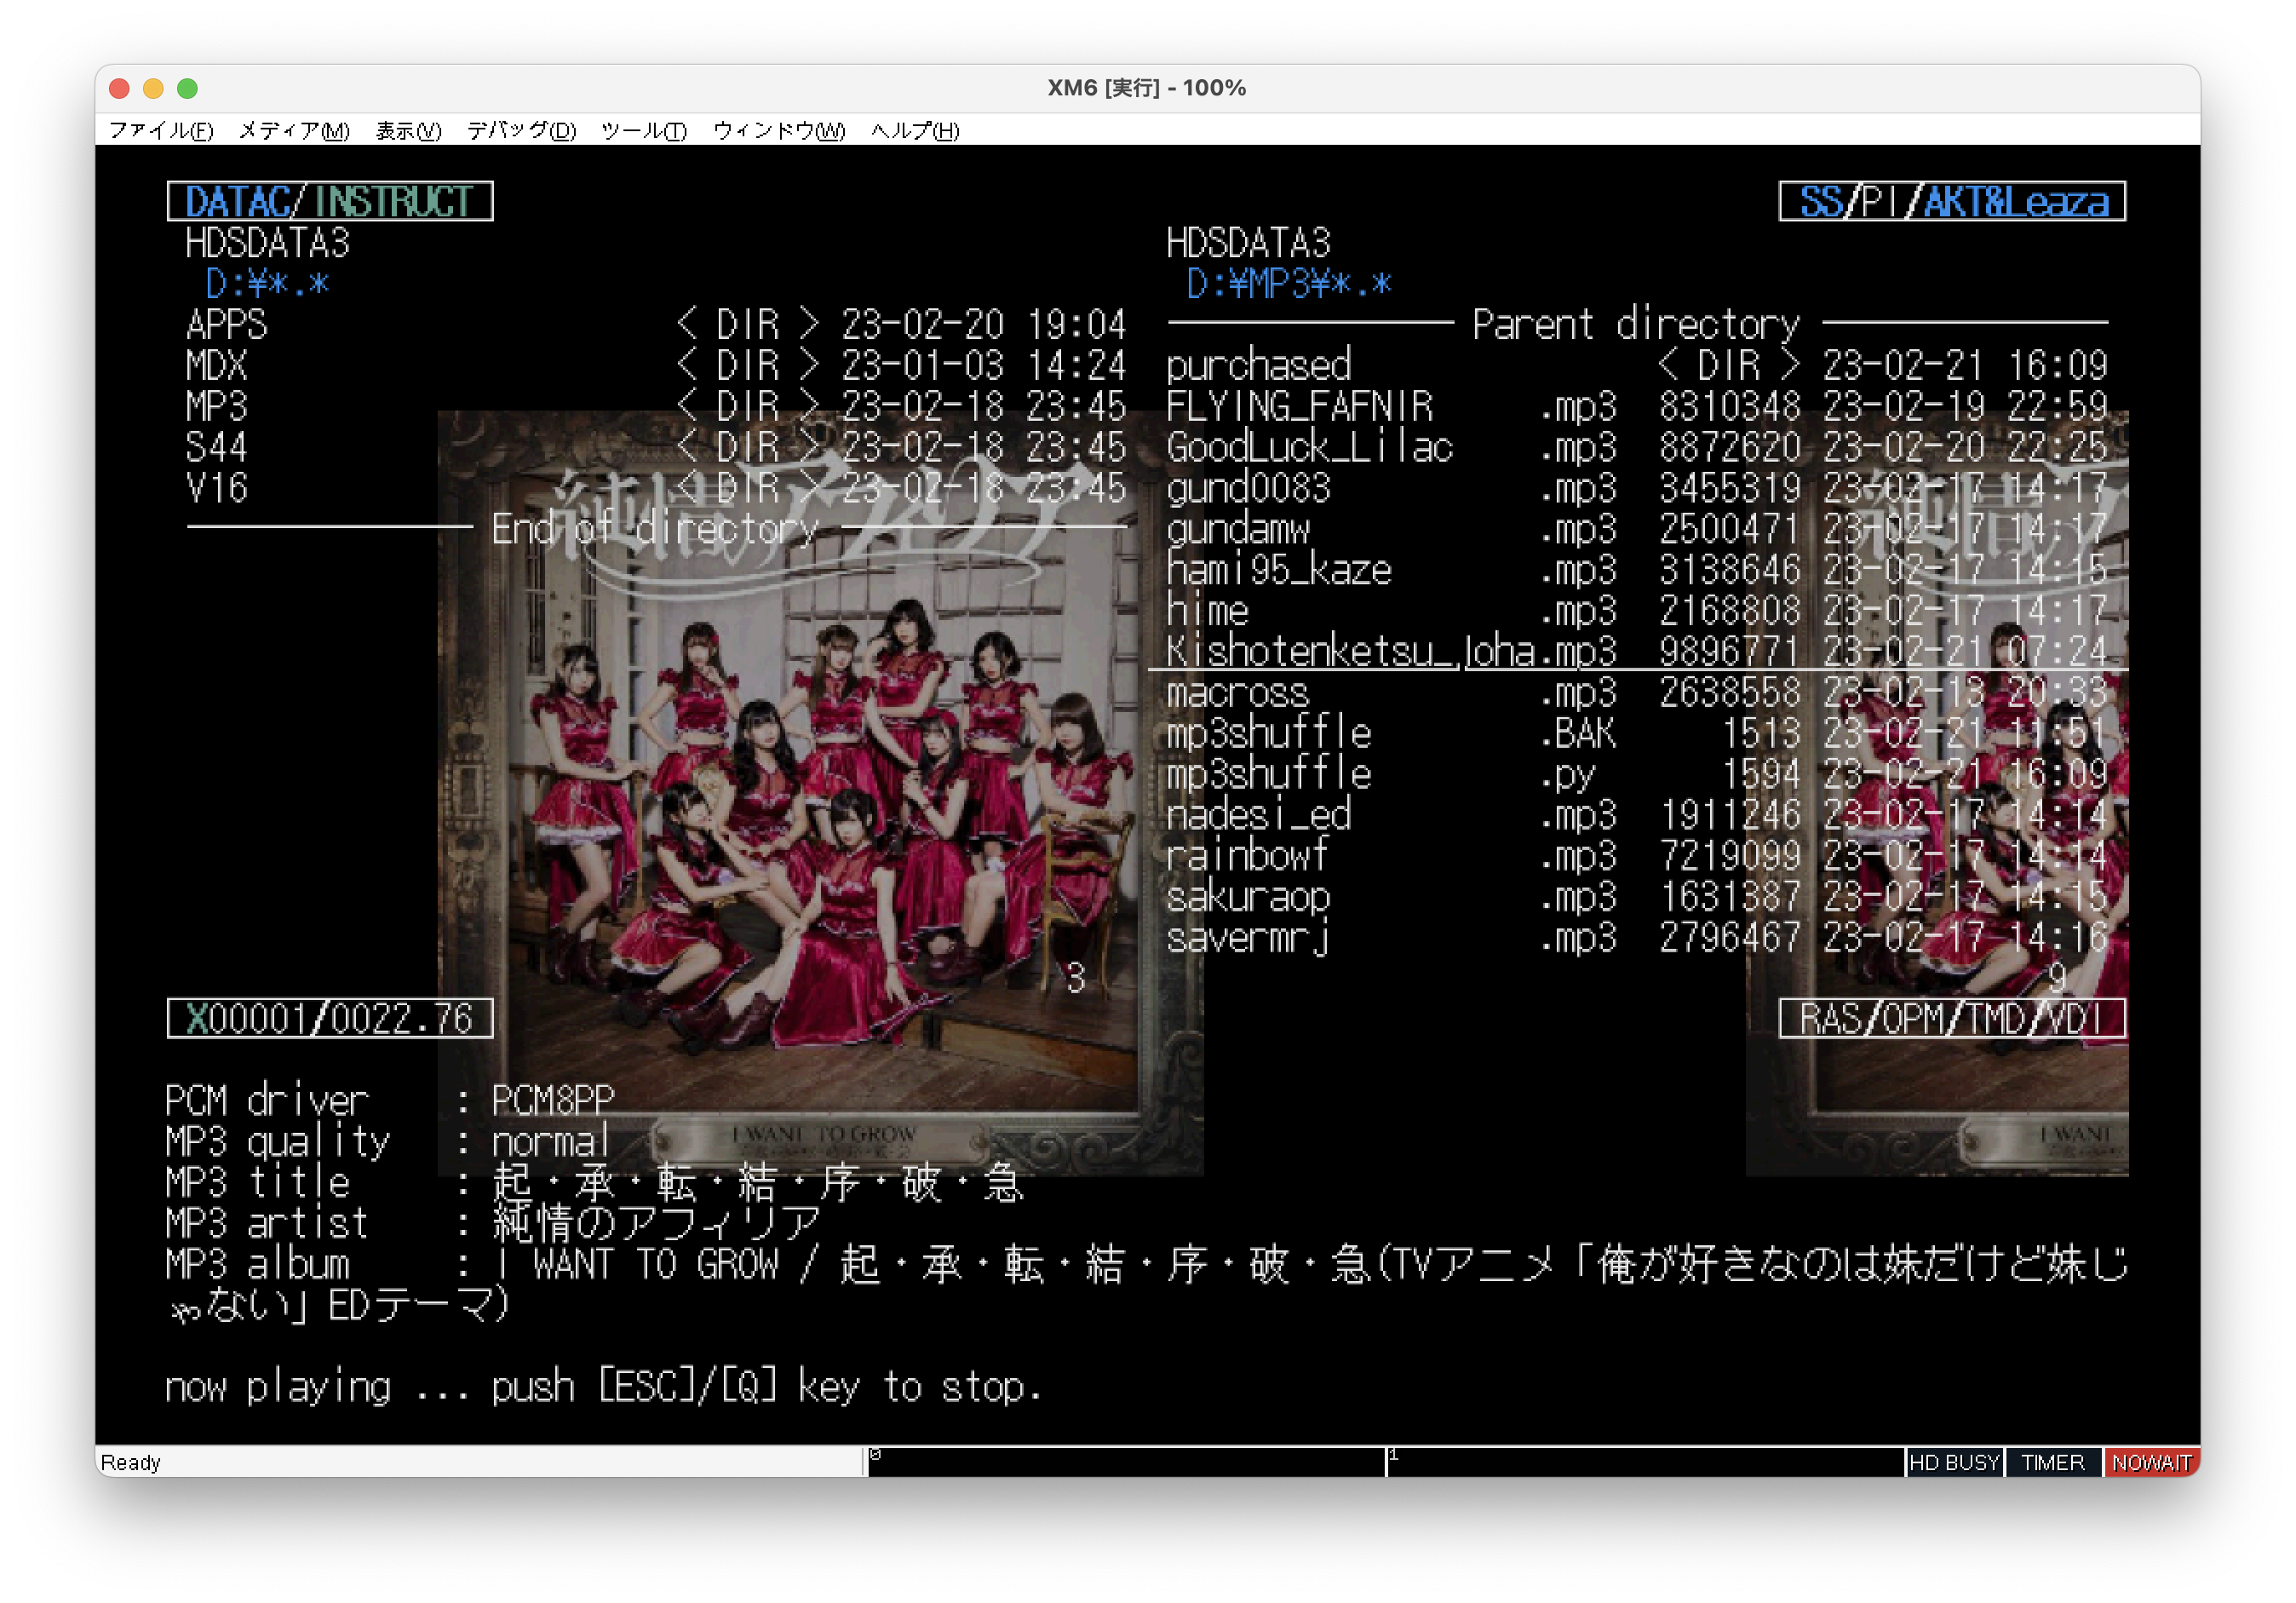 XM6 [実行] - 100%
ファイル(F) メディア(M) 表示(V) デバッグ(D) ツール(T) ウィンドウ(W) ヘルプ(H)
DATAC/INSTRUCT
SS/PI/AKT&Leaza
HDSDATA3
D:¥*.*
APPS < DIR > 23-02-20 19:04
MDX < DIR > 23-01-03 14:24
MP3 < DIR > 23-02-18 23:45
S44 < DIR > 23-02-18 23:45
V16 < DIR > 23-02-18 23:45
End of directory
純情のアフィリア
I WANT TO GROW
3
HDSDATA3
D:¥MP3¥*.*
Parent directory
purchased < DIR > 23-02-21 16:09
FLYING_FAFNIR .mp3 8310348 23-02-19 22:59
GoodLuck_Lilac .mp3 8872620 23-02-20 22:25
gund0083 .mp3 3455319 23-02-17 14:17
gundamw .mp3 2500471 23-02-17 14:17
hami95_kaze .mp3 3138646 23-02-17 14:15
hime .mp3 2168808 23-02-17 14:17
Kishotenketsu_Joha.mp3 9896771 23-02-21 07:24
macross .mp3 2638558 23-02-18 20:33
mp3shuffle .BAK 1513 23-02-21 11:51
mp3shuffle .py 1594 23-02-21 16:09
nadesi_ed .mp3 1911246 23-02-17 14:14
rainbowf .mp3 7219099 23-02-17 14:14
sakuraop .mp3 1631387 23-02-17 14:15
savermrj .mp3 2796467 23-02-17 14:16
9
I WANT
X00001/0022.76
RAS/OPM/TMD/VDI
PCM driver : PCM8PP
MP3 quality : normal
MP3 title : 起・承・転・結・序・破・急
MP3 artist : 純情のアフィリア
MP3 album : I WANT TO GROW / 起・承・転・結・序・破・急(TVアニメ「俺が好きなのは妹だけど妹じ
ゃない」EDテーマ)
now playing ... push [ESC]/[Q] key to stop.
Ready
0
1
HD BUSY
TIMER
NOWAIT